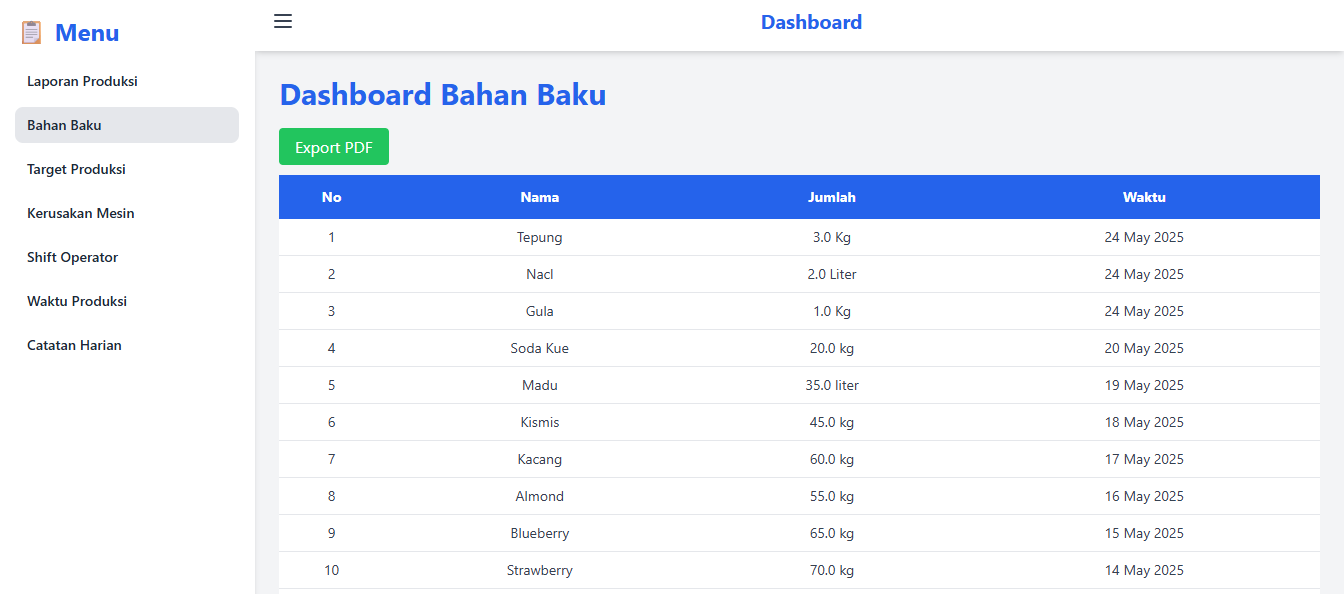 Menu
Laporan Produksi
Bahan Baku
Target Produksi
Kerusakan Mesin
Shift Operator
Waktu Produksi
Catatan Harian
Dashboard
Dashboard Bahan Baku
Export PDF
No Nama Jumlah Waktu
1 Tepung 3.0 Kg 24 May 2025
2 Nacl 2.0 Liter 24 May 2025
3 Gula 1.0 Kg 24 May 2025
4 Soda Kue 20.0 kg 20 May 2025
5 Madu 35.0 liter 19 May 2025
6 Kismis 45.0 kg 18 May 2025
7 Kacang 60.0 kg 17 May 2025
8 Almond 55.0 kg 16 May 2025
9 Blueberry 65.0 kg 15 May 2025
10 Strawberry 70.0 kg 14 May 2025